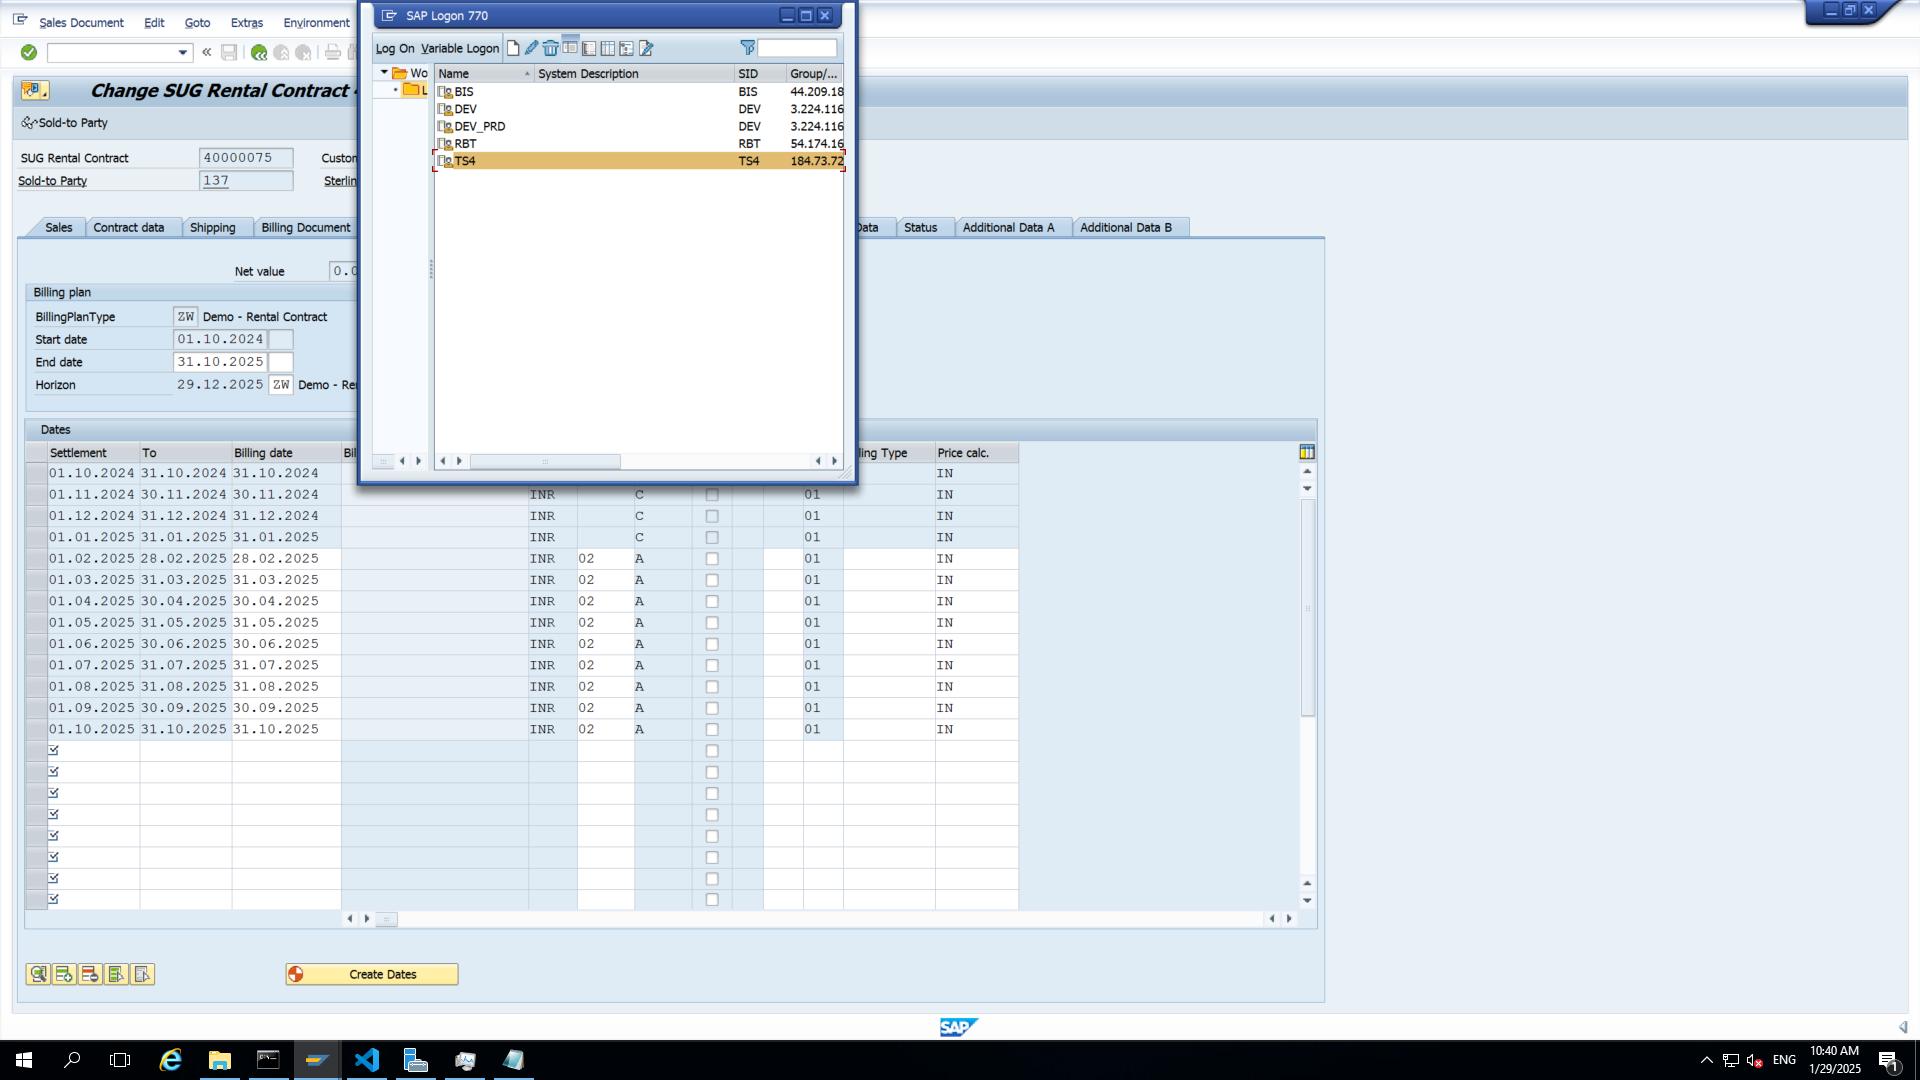 Sales Document Edit Goto Extras Environment
SAP Logon 770
Log On Variable Logon
Change SUG Rental Contract
Sold-to Party
SUG Rental Contract 40000075 Custom
Sold-to Party 137 Sterlin
Wo
L
Name System Description SID Group/...
BIS BIS 44.209.18
DEV DEV 3.224.116
DEV_PRD DEV 3.224.116
RBT RBT 54.174.16
TS4 TS4 184.73.72
Sales Contract data Shipping Billing Document Data Status Additional Data A Additional Data B
Net value 0.0
Billing plan
BillingPlanType ZW Demo - Rental Contract
Start date 01.10.2024
End date 31.10.2025
Horizon 29.12.2025 ZW Demo - Ren
Dates
Settlement To Billing date Bil ling Type Price calc.
01.10.2024 31.10.2024 31.10.2024 IN
01.11.2024 30.11.2024 30.11.2024 INR C 01 IN
01.12.2024 31.12.2024 31.12.2024 INR C 01 IN
01.01.2025 31.01.2025 31.01.2025 INR C 01 IN
01.02.2025 28.02.2025 28.02.2025 INR 02 A 01 IN
01.03.2025 31.03.2025 31.03.2025 INR 02 A 01 IN
01.04.2025 30.04.2025 30.04.2025 INR 02 A 01 IN
01.05.2025 31.05.2025 31.05.2025 INR 02 A 01 IN
01.06.2025 30.06.2025 30.06.2025 INR 02 A 01 IN
01.07.2025 31.07.2025 31.07.2025 INR 02 A 01 IN
01.08.2025 31.08.2025 31.08.2025 INR 02 A 01 IN
01.09.2025 30.09.2025 30.09.2025 INR 02 A 01 IN
01.10.2025 31.10.2025 31.10.2025 INR 02 A 01 IN
Create Dates
SAP
ENG
10:40 AM
1/29/2025
1